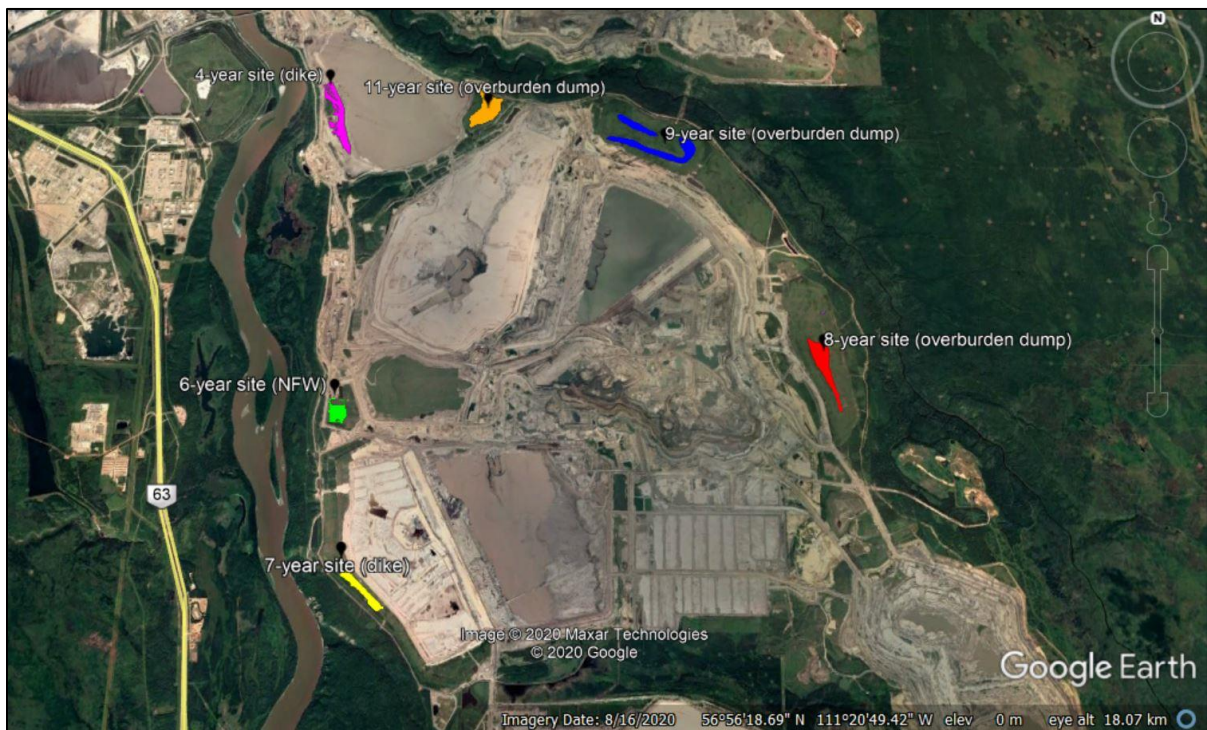 N
4-year site (dike)
11-year site (overburden dump)
9-year site (overburden dump)
8-year site (overburden dump)
6-year site (NFW)
63
7-year site (dike)
Image © 2020 Maxar Technologies
© 2020 Google
Google Earth
Imagery Date: 8/16/2020 56°56'18.69" N 111°20'49.42" W elev 0 m eye alt 18.07 km